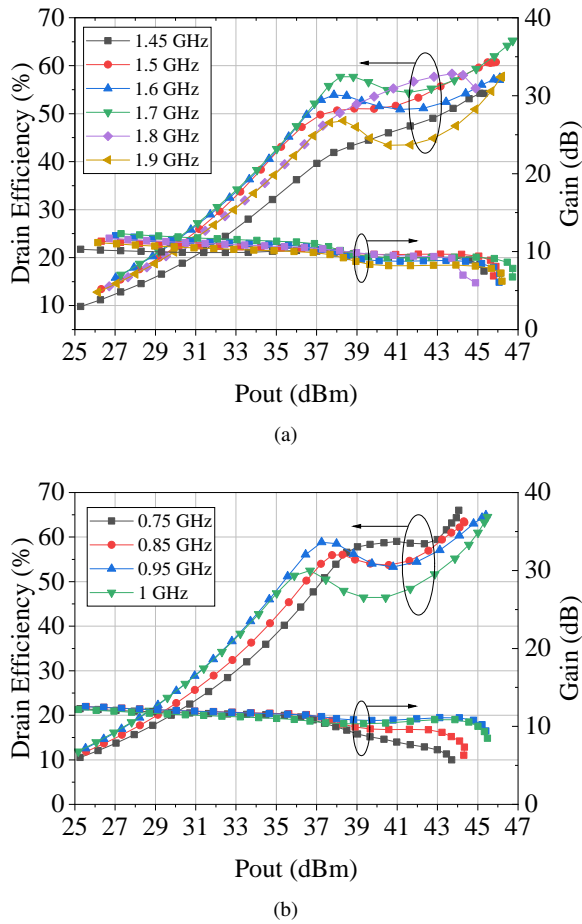 70
60
50
40
30
20
10
Drain Efficiency (%)
1.45 GHz
1.5 GHz
1.6 GHz
1.7 GHz
1.8 GHz
1.9 GHz
40
30
20
10
0
Gain (dB)
25 27 29 31 33 35 37 39 41 43 45 47
Pout (dBm)
(a)
70
60
50
40
30
20
10
00
Drain Efficiency (%)
0.75 GHz
0.85 GHz
0.95 GHz
1 GHz
40
30
20
10
0
Gain (dB)
25 27 29 31 33 35 37 39 41 43 45 47
Pout (dBm)
(b)